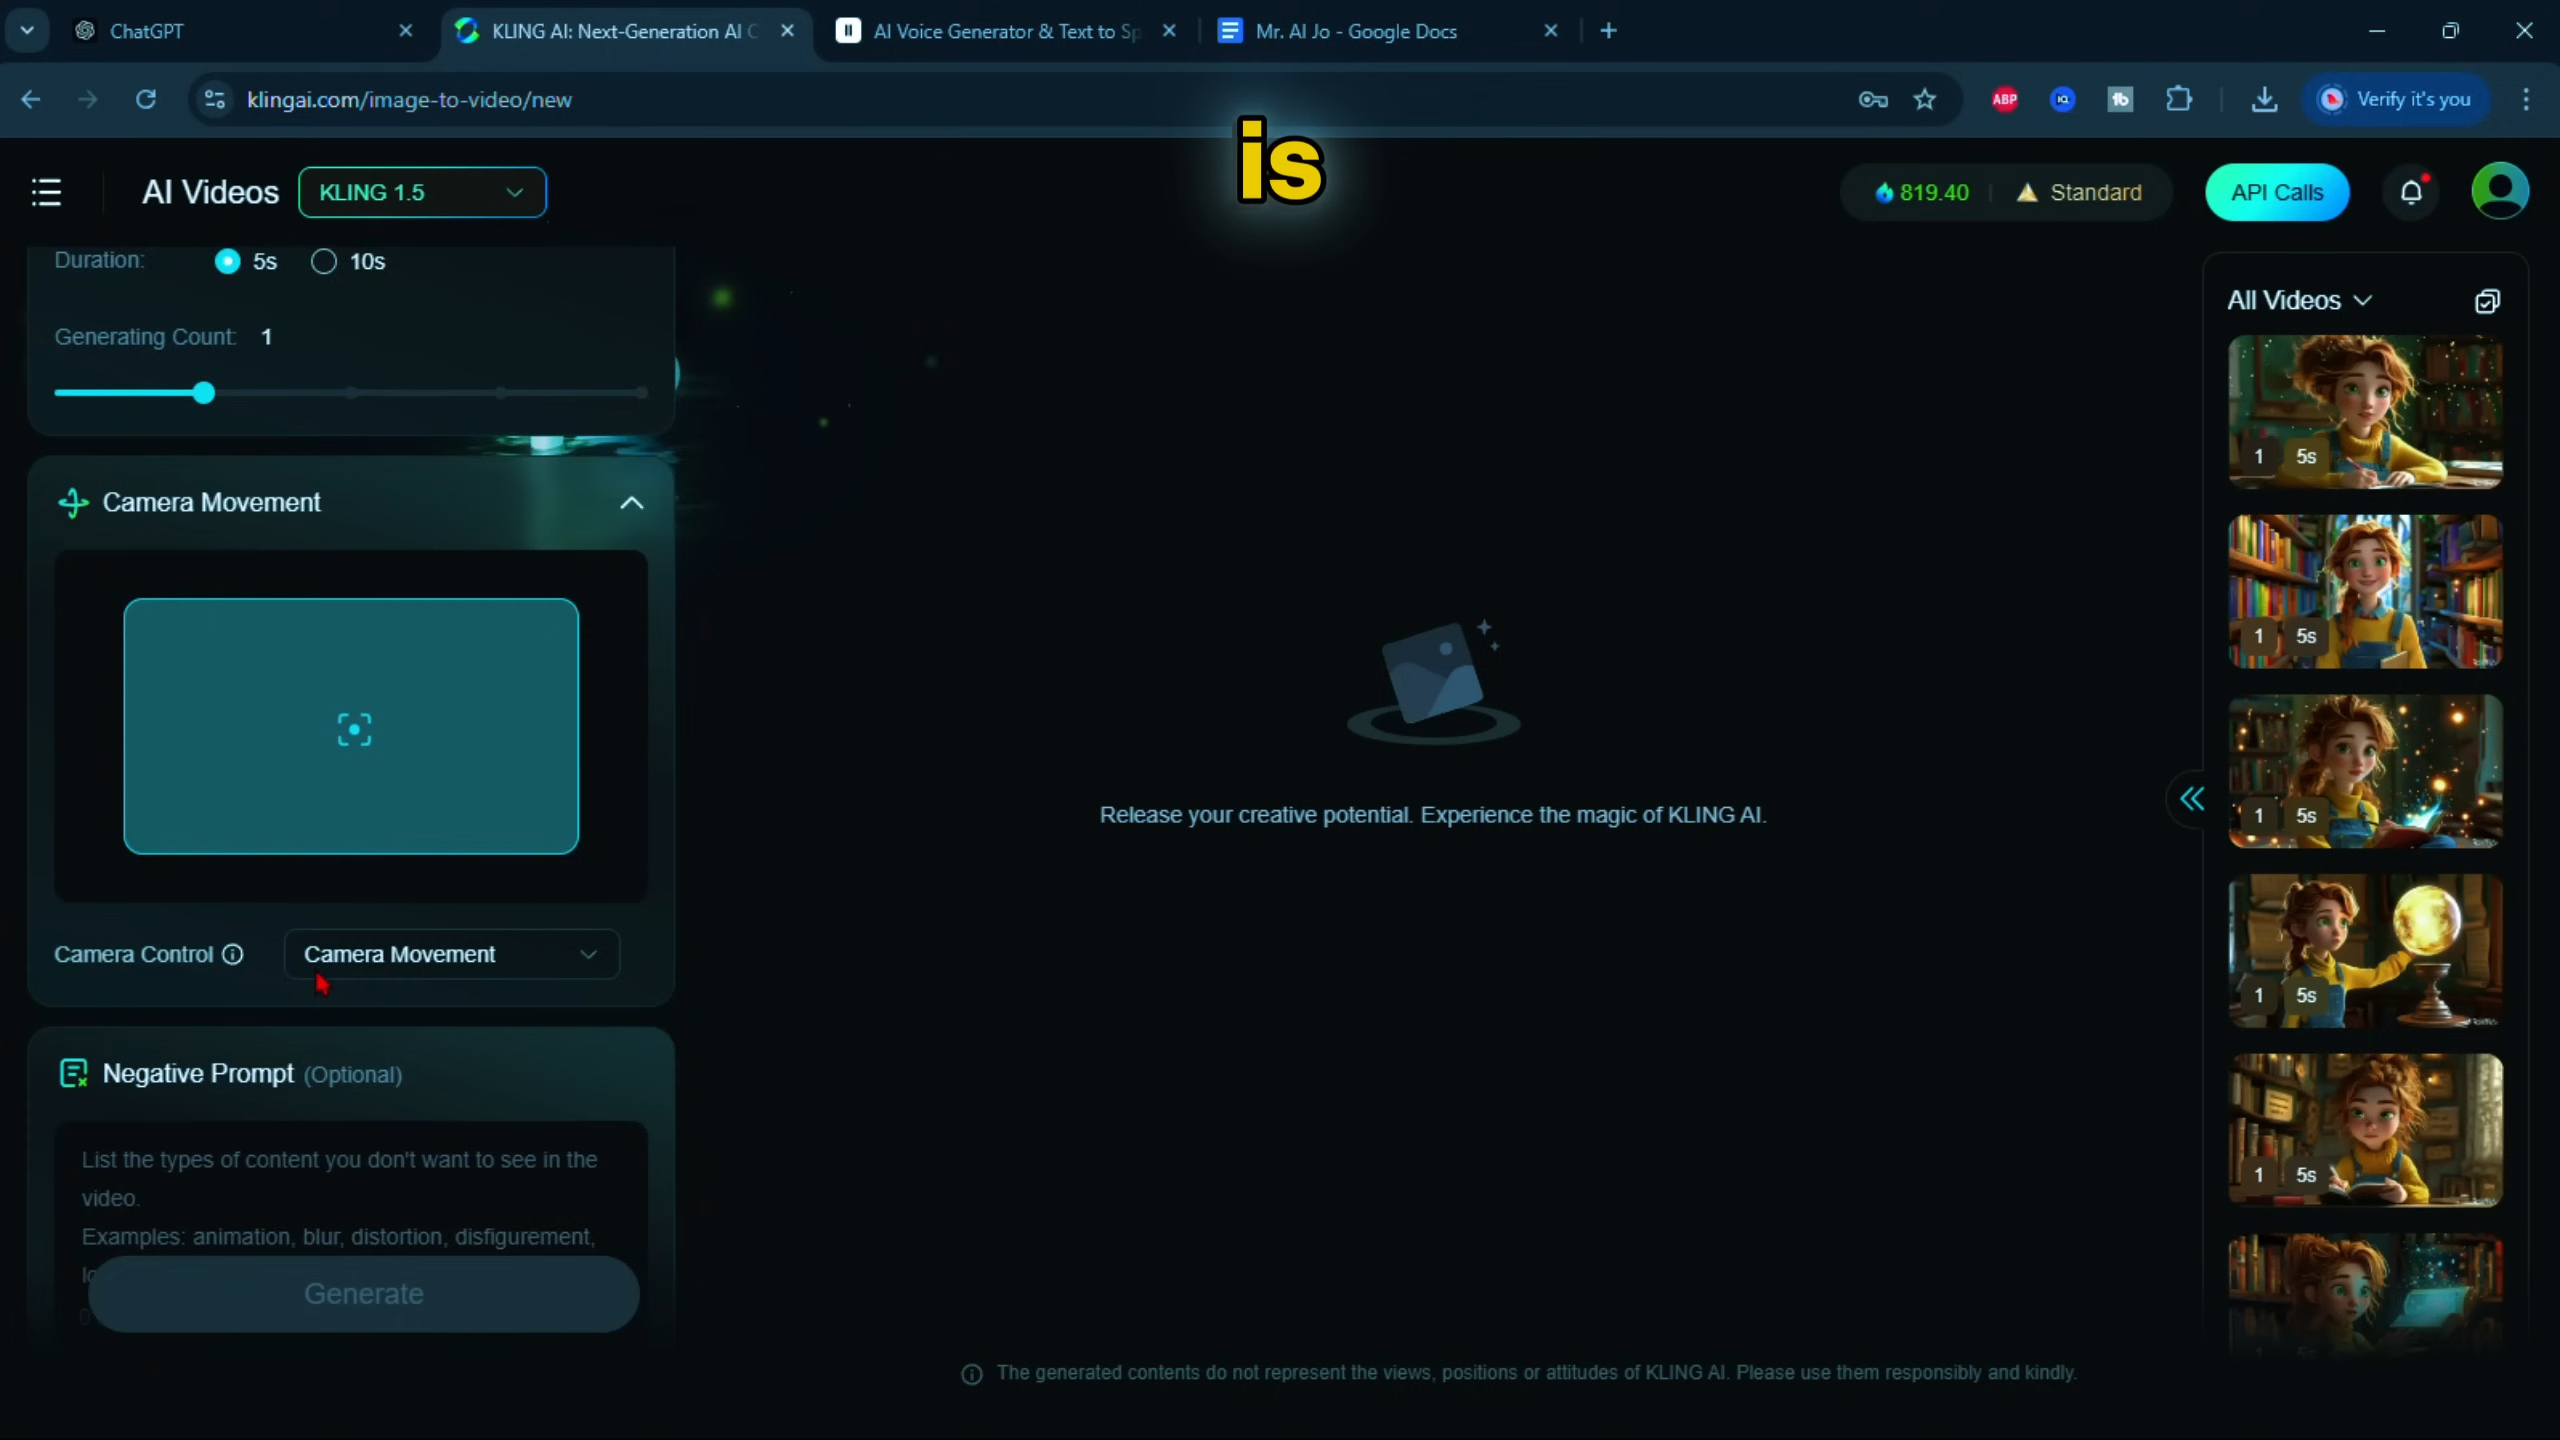 ChatGPT
KLING AI: Next-Generation AI C
AI Voice Generator & Text to Sp
Mr. AI Jo - Google Docs
klingai.com/image-to-video/new
ABP
Verify it's you
is
AI Videos
KLING 1.5
819.40
Standard
API Calls
Duration:
5s
10s
Generating Count: 1
All Videos
1 5s
1 5s
1 5s
1 5s
1 5s
Camera Movement
Camera Control
Camera Movement
Release your creative potential. Experience the magic of KLING AI.
Negative Prompt (Optional)
List the types of content you don't want to see in the
video.
Examples: animation, blur, distortion, disfigurement,
Generate
The generated contents do not represent the views, positions or attitudes of KLING AI. Please use them responsibly and kindly.